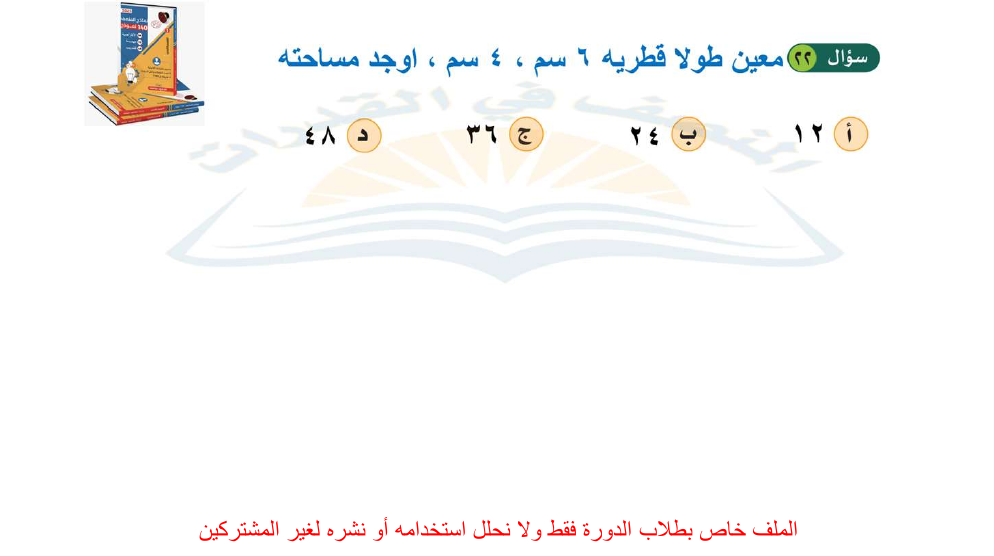 سؤال ٢٢ معين طولا قطريه ٦ سم ، ٤ سم ، اوجد مساحته
أ ١٢ ب ٢٤ ج ٣٦ د ٤٨
الملف خاص بطلاب الدورة فقط ولا نحلل استخدامه أو نشره لغير المشتركين